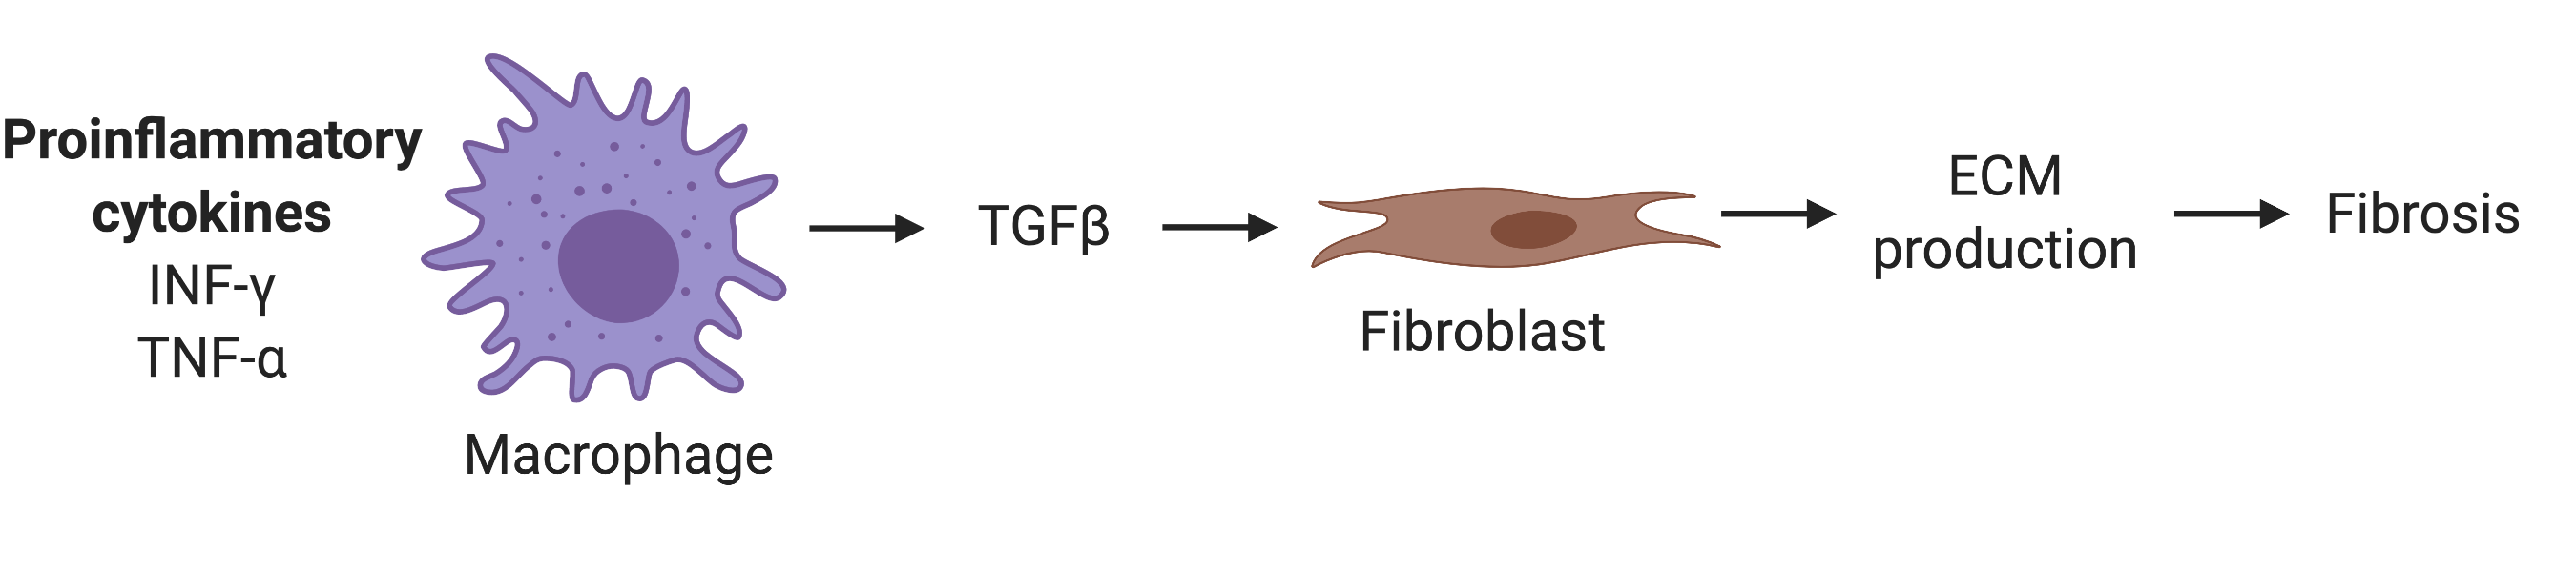 Proinflammatory
cytokines
INF-γ
TNF-α
Macrophage
TGFβ
Fibroblast
ECM
production
Fibrosis